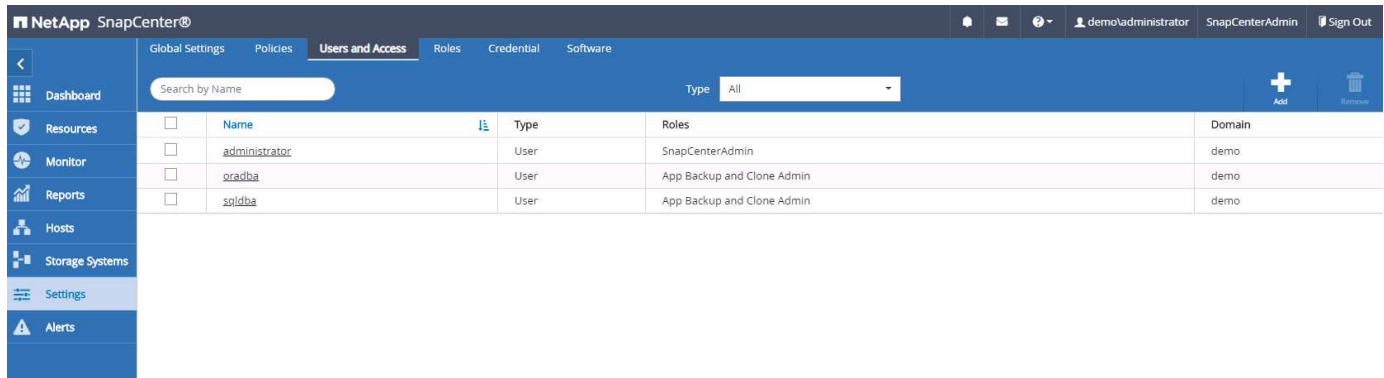 NetApp SnapCenter® demo\administrator SnapCenterAdmin Sign Out
Global Settings Policies Users and Access Roles Credential Software
Search by Name Type All Add Remove
Dashboard
Resources
Monitor
Reports
Hosts
Storage Systems
Settings
Alerts
Name Type Roles Domain
administrator User SnapCenterAdmin demo
oradba User App Backup and Clone Admin demo
sqldba User App Backup and Clone Admin demo